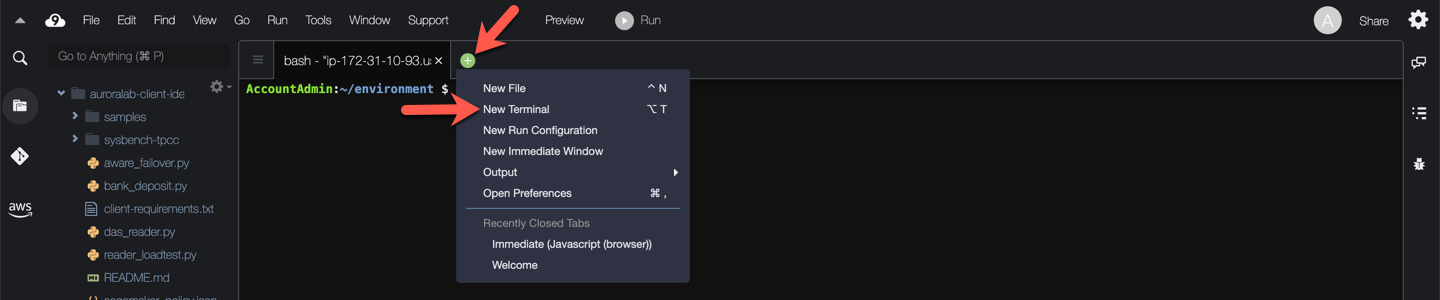 9 File Edit Find View Go Run Tools Window Support Preview Run A Share
Go to Anything (⌘ P)
bash - "ip-172-31-10-93.u: ×
AccountAdmin:~/environment $
auroralab-client-ide
samples
sysbench-tpcc
aware_failover.py
bank_deposit.py
client-requirements.txt
das_reader.py
reader_loadtest.py
README.md
aws
New File ^ N
New Terminal ⌥ T
New Run Configuration
New Immediate Window
Output
Open Preferences ⌘ ,
Recently Closed Tabs
Immediate (Javascript (browser))
Welcome